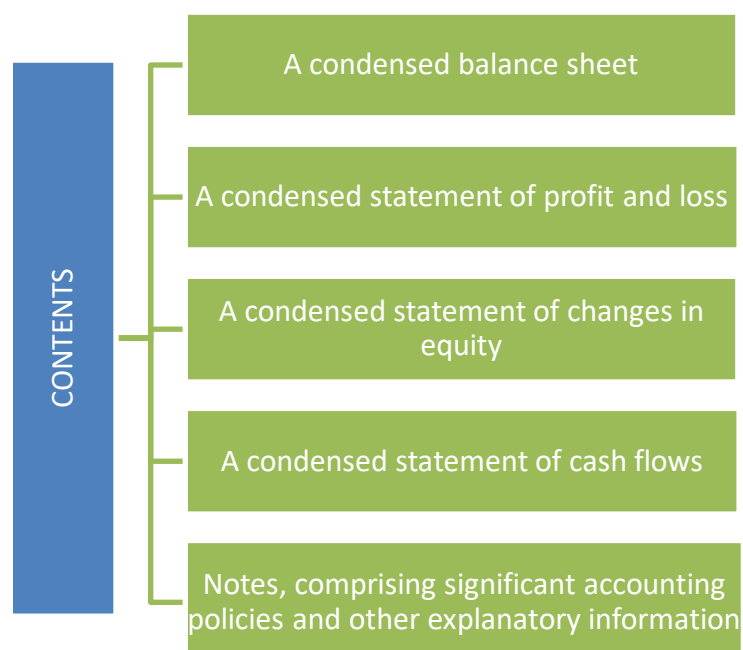 CONTENTS
A condensed balance sheet
A condensed statement of profit and loss
A condensed statement of changes in
equity
A condensed statement of cash flows
Notes, comprising significant accounting
policies and other explanatory information